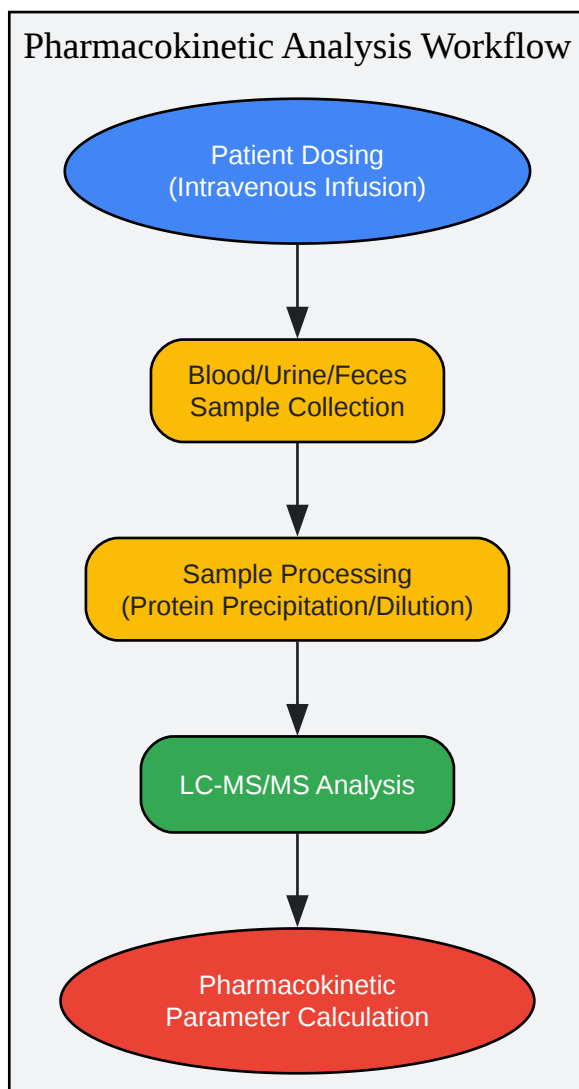 Pharmacokinetic Analysis Workflow
Patient Dosing
(Intravenous Infusion)
Blood/Urine/Feces
Sample Collection
Sample Processing
(Protein Precipitation/Dilution)
LC-MS/MS Analysis
Pharmacokinetic
Parameter Calculation